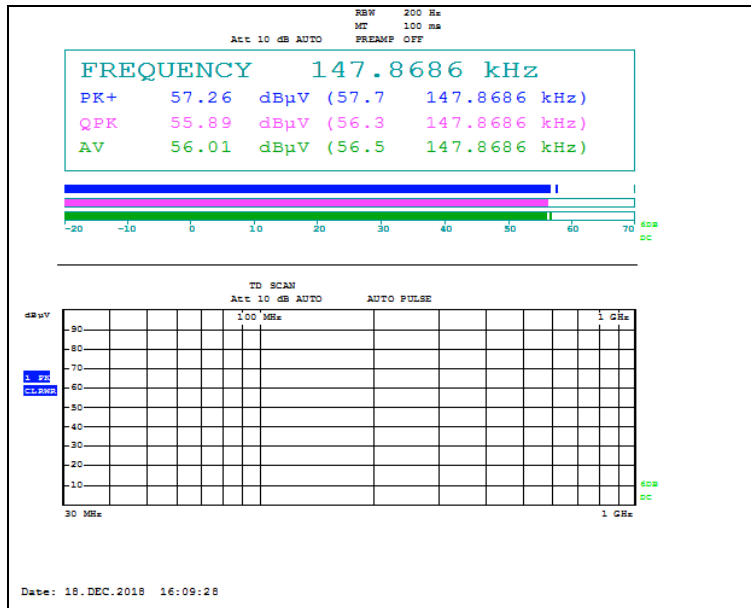 RBW 200 Hz
MT 100 ms
Att 10 dB AUTO PREAMP OFF
FREQUENCY 147.8686 kHz
PK+ 57.26 dBµV (57.7 147.8686 kHz)
QPK 55.89 dBµV (56.3 147.8686 kHz)
AV 56.01 dBµV (56.5 147.8686 kHz)
-20 -10 0 10 20 30 40 50 60 70
6DB
DC
TD SCAN
Att 10 dB AUTO AUTO PULSE
dBµV
100 MHz 1 GHz
90
80
70
1 PK
60
CLRWR
50
40
30
20
10
6DB
DC
30 MHz 1 GHz
Date: 18.DEC.2018 16:09:28